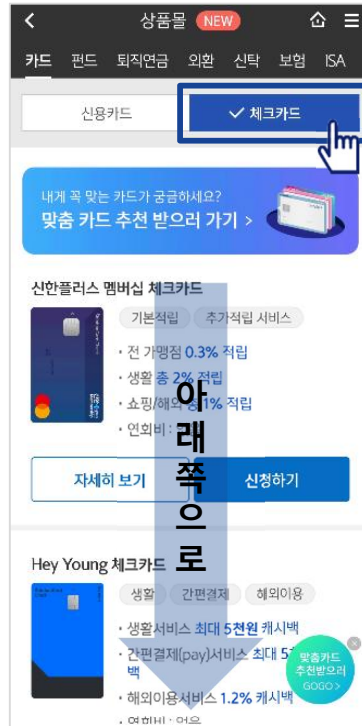 상품몰 NEW
카드 펀드 퇴직연금 외환 신탁 보험 ISA
신용카드
✓ 체크카드
내게 꼭 맞는 카드가 궁금하세요?
맞춤 카드 추천 받으러 가기 >
신한플러스 멤버십 체크카드
기본적립 추가적립 서비스
· 전 가맹점 0.3% 적립
· 생활 총 2% 적립
· 쇼핑/해외 총 1% 적립
· 연회비 :
자세히 보기
신청하기
아래쪽으로
Hey Young 체크카드
생활 간편결제 해외이용
· 생활서비스 최대 5천원 캐시백
· 간편결제(pay)서비스 최대 5
백
· 해외이용서비스 1.2% 캐시백
· 연회비 : 없음
맞춤카드
추천받으러
GOGO >